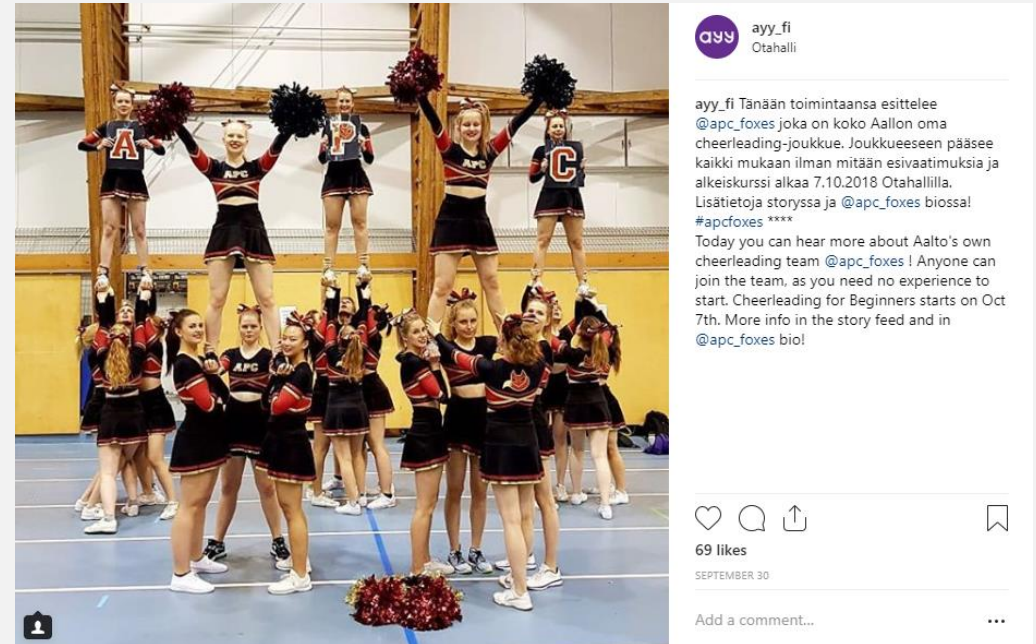 A
P
C
APC
APC
APC
ayy
ayy_fi
Otahalli
ayy_fi Tänään toimintaansa esittelee
@apc_foxes joka on koko Aallon oma
cheerleading-joukkue. Joukkueeseen pääsee
kaikki mukaan ilman mitään esivaatimuksia ja
alkeiskurssi alkaa 7.10.2018 Otahallilla.
Lisätietoja storyssa ja @apc_foxes biossa!
#apcfoxes ****
Today you can hear more about Aalto's own
cheerleading team @apc_foxes ! Anyone can
join the team, as you need no experience to
start. Cheerleading for Beginners starts on Oct
7th. More info in the story feed and in
@apc_foxes bio!
69 likes
SEPTEMBER 30
Add a comment...